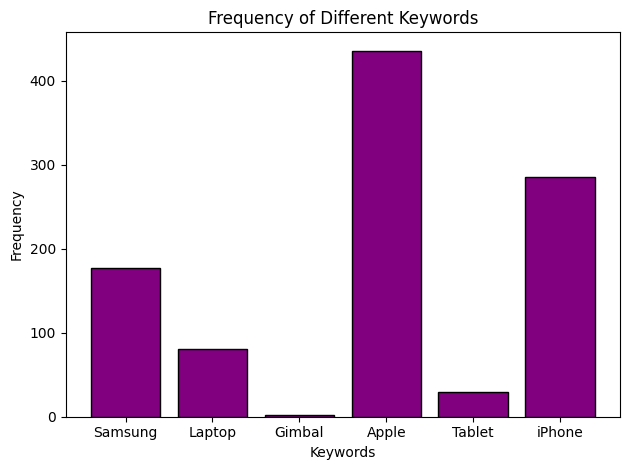 Frequency of Different Keywords
Frequency
400
300
200
100
0
Samsung Laptop Gimbal Apple Tablet iPhone
Keywords